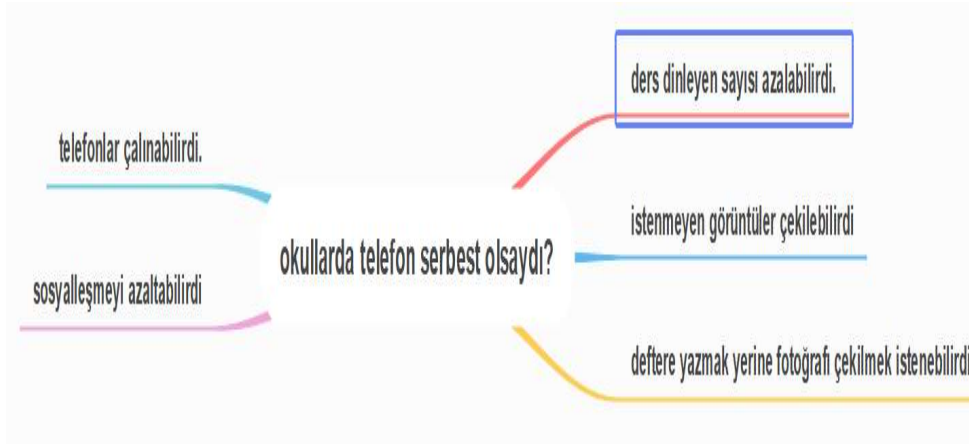 ders dinleyen sayısı azalabilirdi.
telefonlar çalınabilirdi.
istenmeyen görüntüler çekilebilirdi
okullarda telefon serbest olsaydı?
sosyalleşmeyi azaltabilirdi
deftere yazmak yerine fotoğrafı çekilmek istenebilirdi